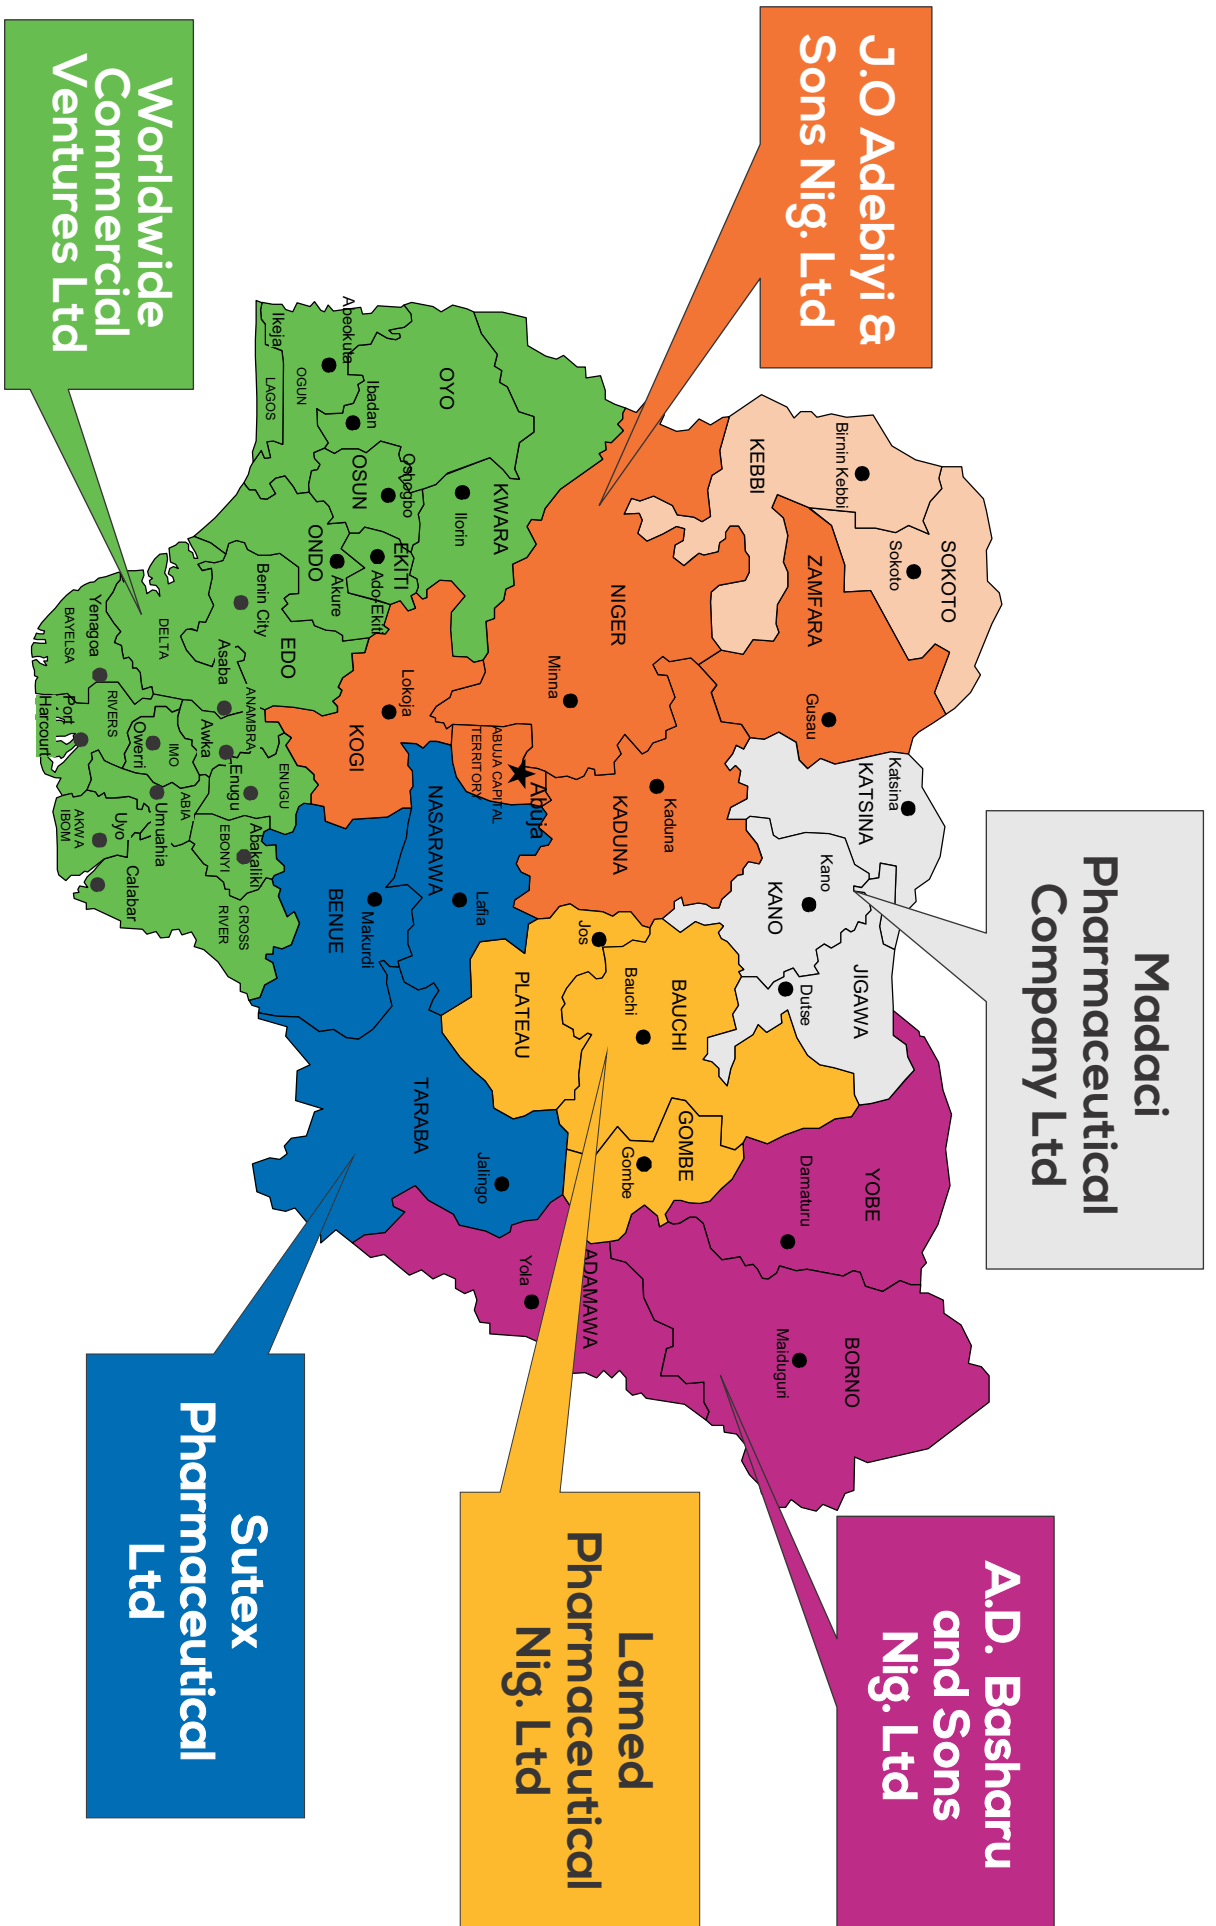 J.O Adebiyi &
Sons Nig. Ltd
Madaci
Pharmaceutical
Company Ltd
A.D. Basharu
and Sons
Nig. Ltd
Lamed
Pharmaceutical
Nig. Ltd
Sutex
Pharmaceutical
Ltd
Worldwide
Commercial
Ventures Ltd
SOKOTO
Sokoto
Birnin Kebbi
KEBBI
ZAMFARA
Gusau
Katsina
KATSINA
Kano
KANO
JIGAWA
Dutse
YOBE
Damaturu
BORNO
Maiduguri
BAUCHI
Bauchi
GOMBE
Gombe
ADAMAWA
Yola
Jos
PLATEAU
Kaduna
KADUNA
NIGER
Minna
Abuja
ABUJA CAPITAL
TERRITORY
NASARAWA
Lafia
TARABA
Jalingo
BENUE
Makurdi
Lokoja
KOGI
KWARA
Ilorin
OYO
Ibadan
Oshogbo
OSUN
EKITI
Ado-Ekiti
ONDO
Akure
Abeokuta
OGUN
Ikeja
LAGOS
EDO
Benin City
DELTA
Asaba
ANAMBRA
Awka
ENUGU
Enugu
Abakaliki
EBONYI
CROSS
RIVER
Calabar
IMO
Owerri
ABIA
Umuahia
Uyo
AKWA
IBOM
RIVERS
Port
Harcourt
Yenagoa
BAYELSA